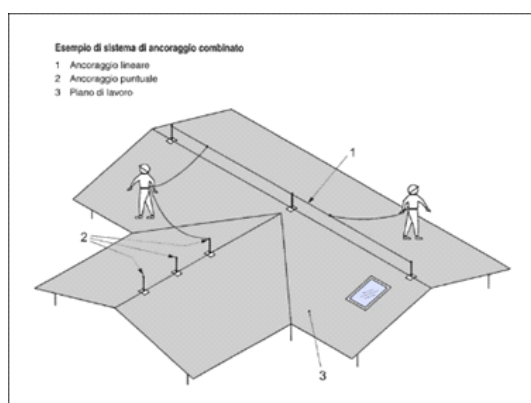 Esempio di sistema di ancoraggio combinato
1 Ancoraggio lineare
2 Ancoraggio puntuale
3 Piano di lavoro
1
2
3